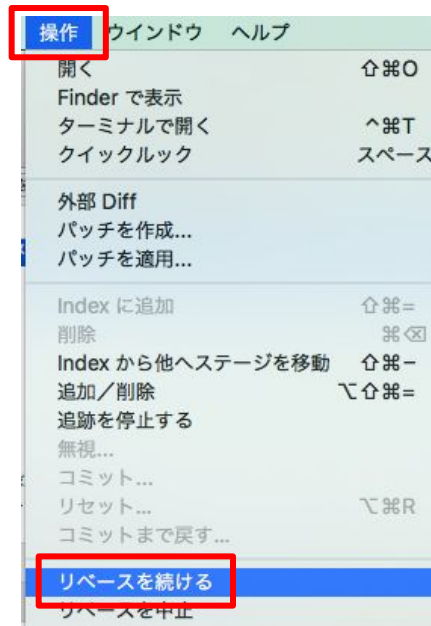 操作 ウインドウ ヘルプ
開く ⇧⌘O
Finder で表示
ターミナルで開く ^⌘T
クイックルック スペース
外部 Diff
パッチを作成...
パッチを適用...
Index に追加 ⇧⌘=
削除 ⌘⌫
Index から他へステージを移動 ⇧⌘−
追加／削除 ⌥⇧⌘=
追跡を停止する
無視...
コミット...
リセット... ⌥⌘R
コミットまで戻す...
リベースを続ける
リベースを中止